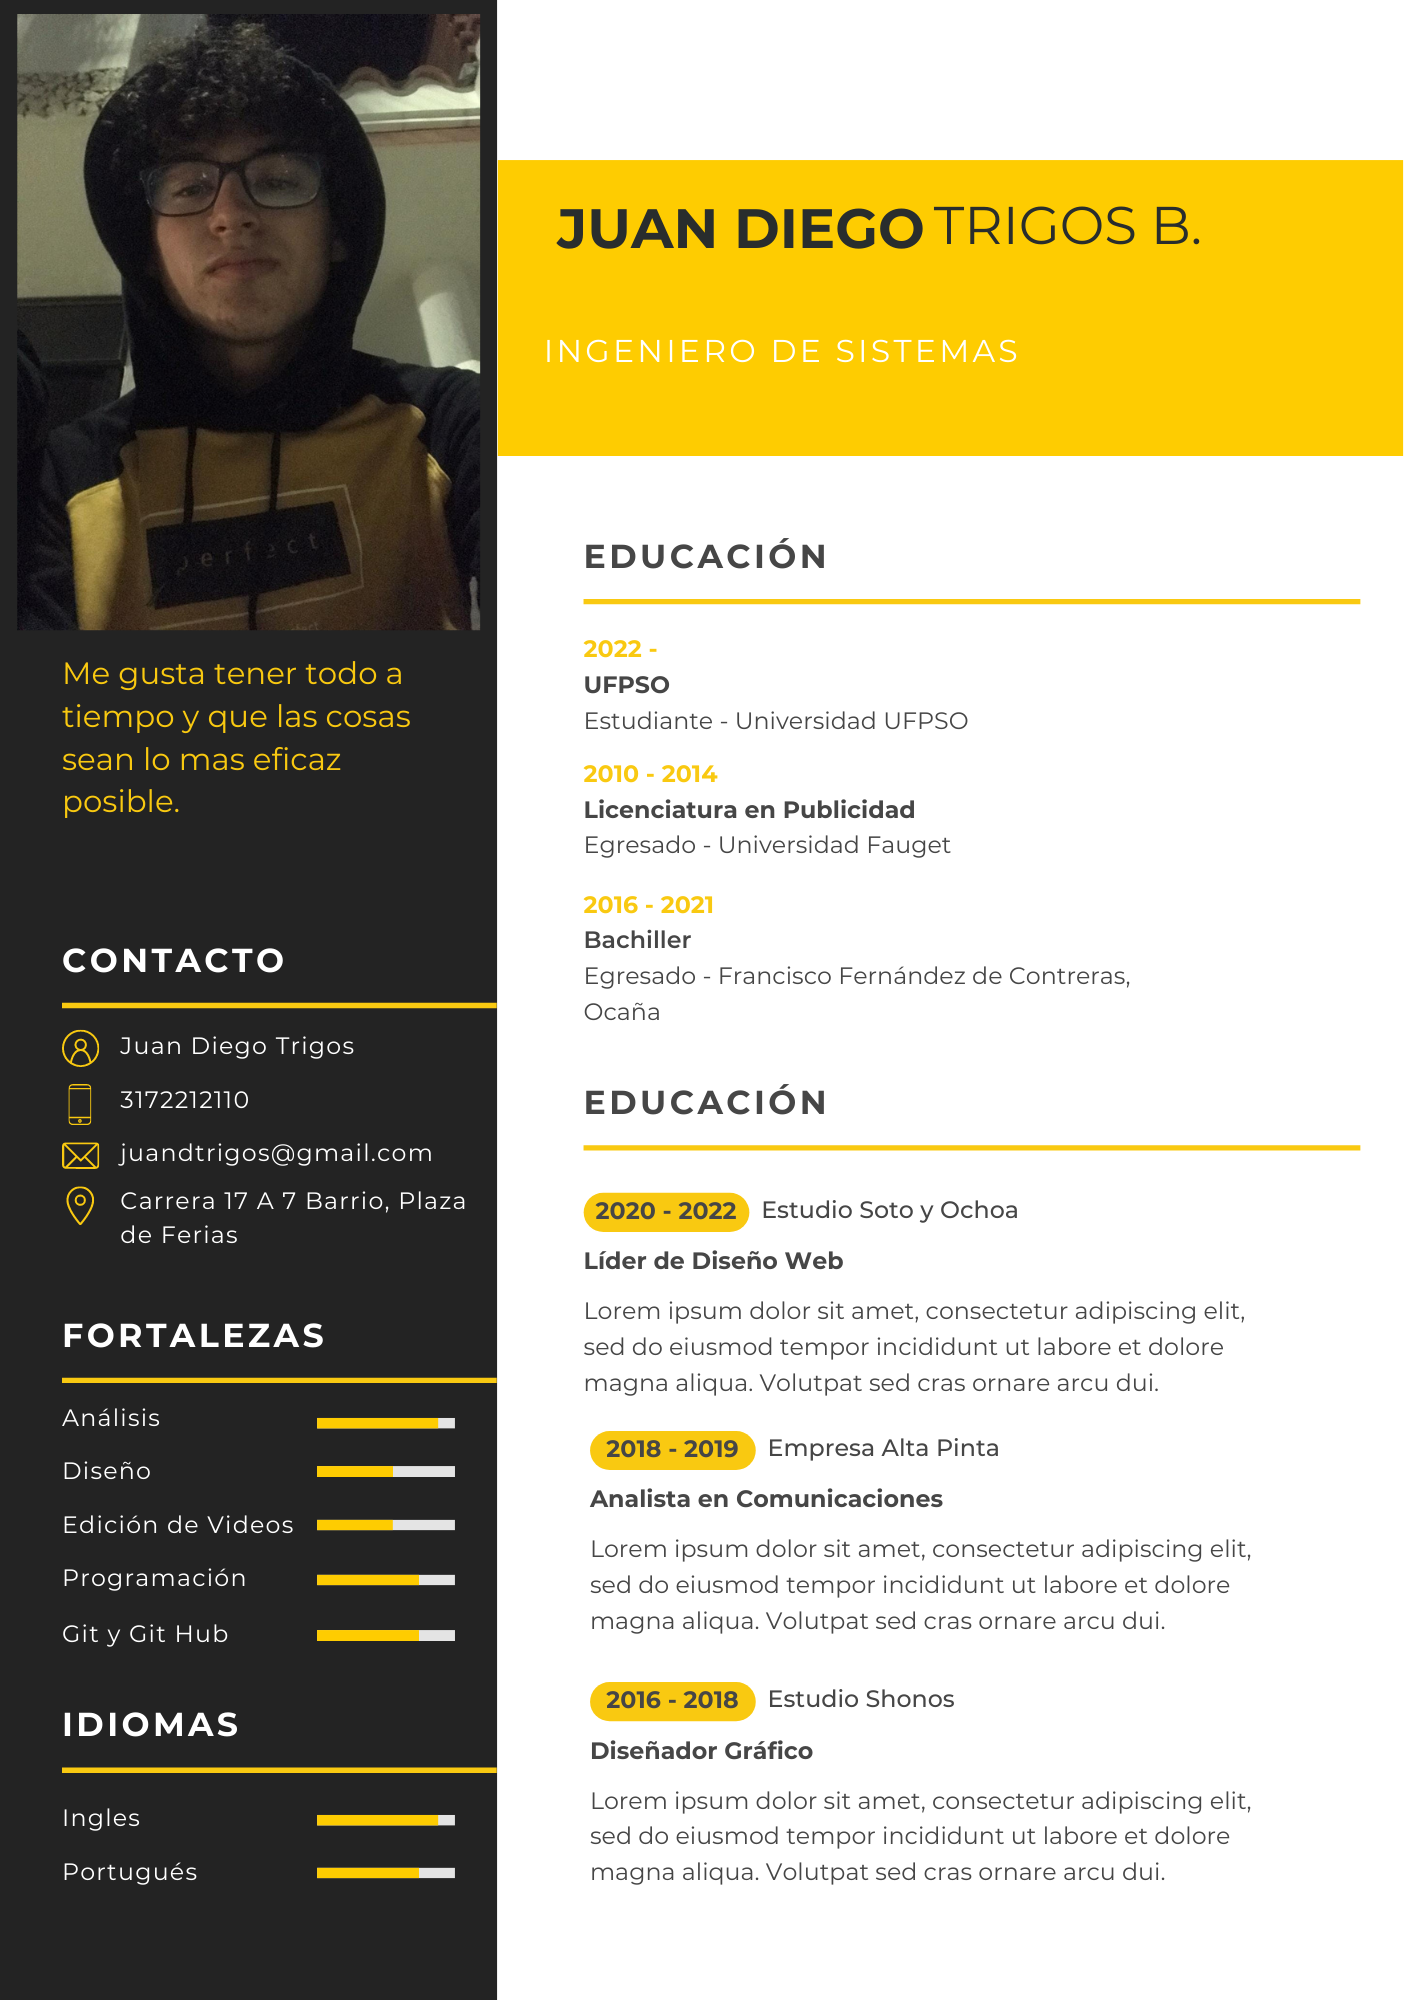 perfect
Me gusta tener todo a
tiempo y que las cosas
sean lo mas eficaz
posible.
CONTACTO
Juan Diego Trigos
3172212110
juandtrigos@gmail.com
Carrera 17 A 7 Barrio, Plaza
de Ferias
FORTALEZAS
Análisis
Diseño
Edición de Videos
Programación
Git y Git Hub
IDIOMAS
Ingles
Portugués
JUAN DIEGO TRIGOS B.
INGENIERO DE SISTEMAS
EDUCACIÓN
2022 -
UFPSO
Estudiante - Universidad UFPSO
2010 - 2014
Licenciatura en Publicidad
Egresado - Universidad Fauget
2016 - 2021
Bachiller
Egresado - Francisco Fernández de Contreras,
Ocaña
EDUCACIÓN
2020 - 2022 Estudio Soto y Ochoa
Líder de Diseño Web
Lorem ipsum dolor sit amet, consectetur adipiscing elit,
sed do eiusmod tempor incididunt ut labore et dolore
magna aliqua. Volutpat sed cras ornare arcu dui.
2018 - 2019 Empresa Alta Pinta
Analista en Comunicaciones
Lorem ipsum dolor sit amet, consectetur adipiscing elit,
sed do eiusmod tempor incididunt ut labore et dolore
magna aliqua. Volutpat sed cras ornare arcu dui.
2016 - 2018 Estudio Shonos
Diseñador Gráfico
Lorem ipsum dolor sit amet, consectetur adipiscing elit,
sed do eiusmod tempor incididunt ut labore et dolore
magna aliqua. Volutpat sed cras ornare arcu dui.